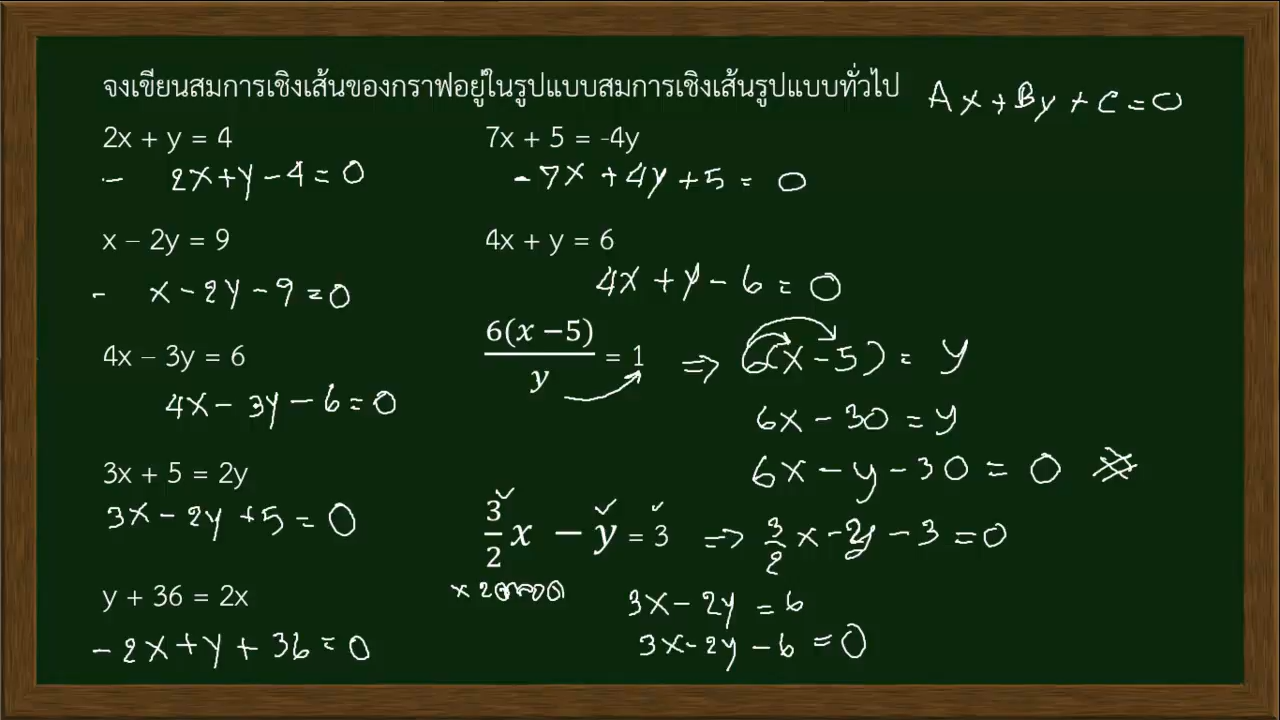 จงเขียนสมการเชิงเส้นของกราฟอยู่ในรูปแบบสมการเชิงเส้นรูปแบบทั่วไป Ax + By + C = 0
2x + y = 4
- 2x + y - 4 = 0
x – 2y = 9
- x - 2y - 9 = 0
4x – 3y = 6
4x - 3y - 6 = 0
3x + 5 = 2y
3x - 2y + 5 = 0
y + 36 = 2x
- 2x + y + 36 = 0
7x + 5 = -4y
- 7x + 4y + 5 = 0
4x + y = 6
4x + y - 6 = 0
6(x −5)/y = 1 ⇒ 6(x - 5) = y
6x - 30 = y
6x - y - 30 = 0
3/2 x − y = 3 ⇒ 3/2 x - 2y - 3 = 0
3x - 2y = 6
3x - 2y - 6 = 0